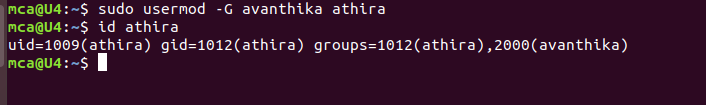 mca@U4:~$ sudo usermod -G avanthika athira
mca@U4:~$ id athira
uid=1009(athira) gid=1012(athira) groups=1012(athira),2000(avanthika)
mca@U4:~$